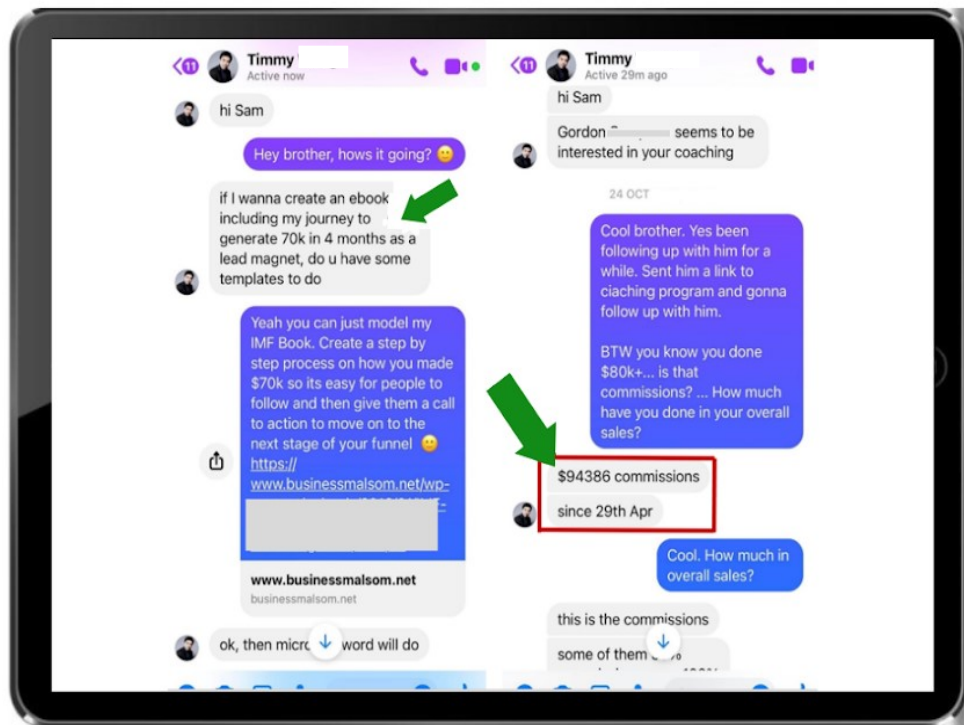 11
Timmy
Active now
hi Sam
Hey brother, hows it going?
if I wanna create an ebook
including my journey to
generate 70k in 4 months as a
lead magnet, do u have some
templates to do
Yeah you can just model my
IMF Book. Create a step by
step process on how you made
$70k so its easy for people to
follow and then give them a call
to action to move on to the
next stage of your funnel
https://
www.businessmalsom.net/wp-
www.businessmalsom.net
businessmalsom.net
ok, then word will do
11
Timmy
Active 29m ago
hi Sam
Gordon seems to be
interested in your coaching
24 OCT
Cool brother. Yes been
following up with him for a
while. Sent him a link to
ciaching program and gonna
follow up with him.
BTW you know you done
$80k+... is that
commissions? ... How much
have you done in your overall
sales?
$94386 commissions
since 29th Apr
Cool. How much in
overall sales?
this is the commissions
some of them